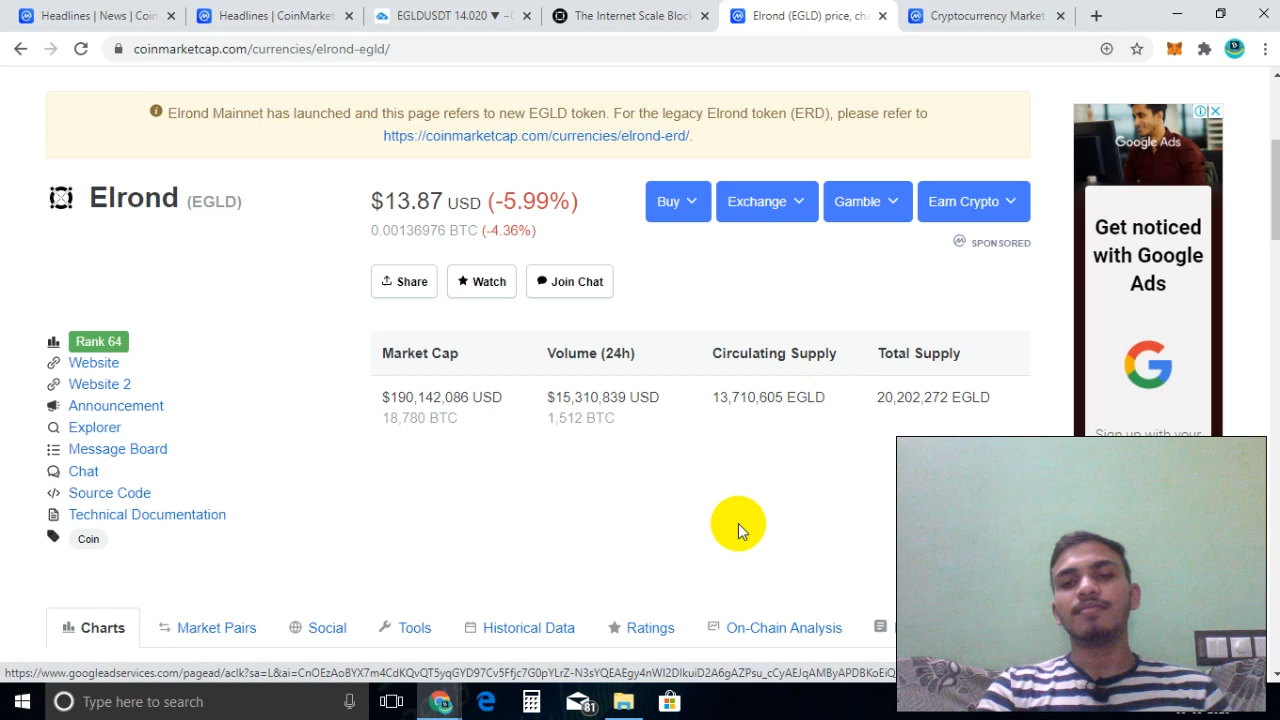 Headlines | News | Coin
Headlines | CoinMarket
EGLDUSDT 14.020 ▼
The Internet Scale Block
Elrond (EGLD) price, cha
Cryptocurrency Market
coinmarketcap.com/currencies/elrond-egld/
Elrond Mainnet has launched and this page refers to new EGLD token. For the legacy Elrond token (ERD), please refer to
https://coinmarketcap.com/currencies/elrond-erd/.
Google Ads
Elrond (EGLD)
$13.87 USD (-5.99%)
0.00136976 BTC (-4.36%)
Buy
Exchange
Gamble
Earn Crypto
SPONSORED
Get noticed
with Google
Ads
Share
Watch
Join Chat
Rank 64
Website
Website 2
Announcement
Explorer
Message Board
Chat
Source Code
Technical Documentation
Coin
Market Cap
Volume (24h)
Circulating Supply
Total Supply
$190,142,086 USD
$15,310,839 USD
13,710,605 EGLD
20,202,272 EGLD
18,780 BTC
1,512 BTC
Sign up with your
Charts
Market Pairs
Social
Tools
Historical Data
Ratings
On-Chain Analysis
Type here to search
81